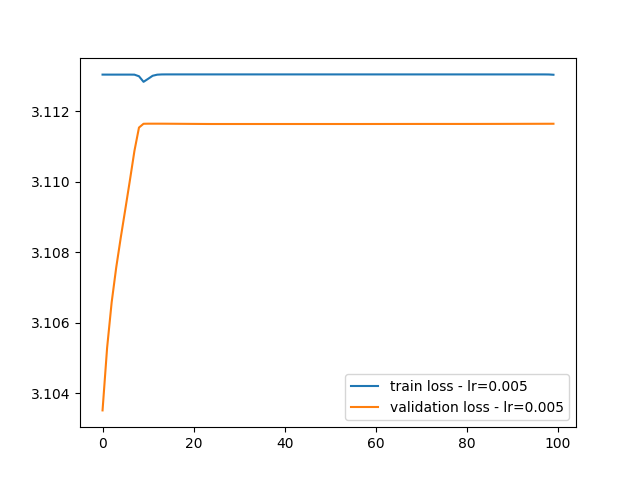 3.112
3.110
3.108
3.106
3.104
train loss - lr=0.005
validation loss - lr=0.005
0 20 40 60 80 100